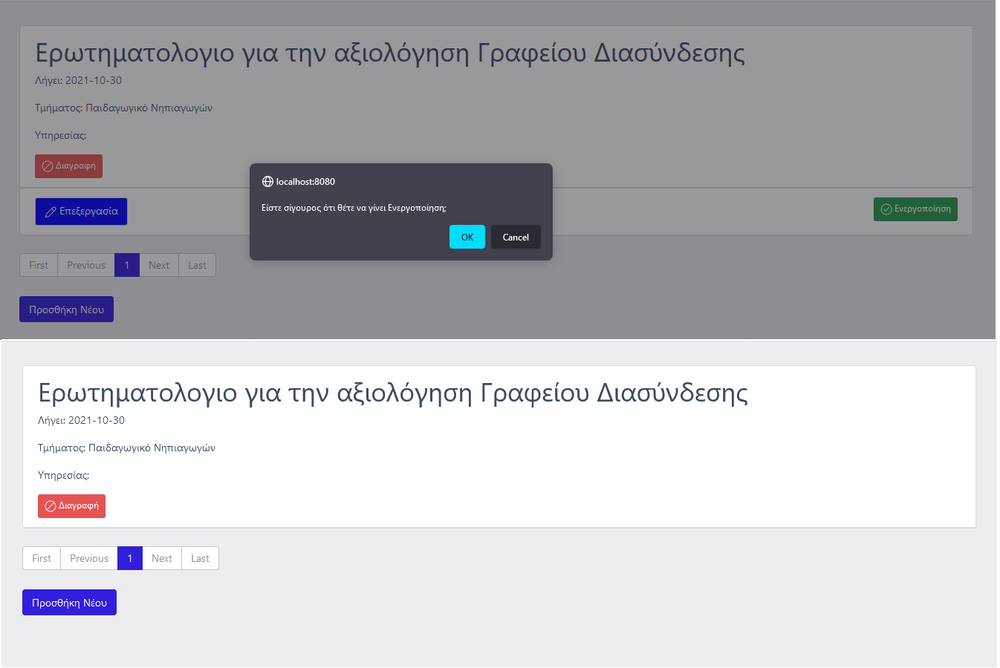 Ερωτηματολογιο για την αξιολόγηση Γραφείου Διασύνδεσης
Λήγει: 2021-10-30
Τμήματος: Παιδαγωγικό Νηπιαγωγών
Υπηρεσίας:
Διαγραφή
localhost:8080
Είστε σίγουρος ότι θέτε να γίνει Ενεργοποίηση;
OK Cancel
Επεξεργασία Ενεργοποίηση
First Previous 1 Next Last
Προσθήκη Νέου
Ερωτηματολογιο για την αξιολόγηση Γραφείου Διασύνδεσης
Λήγει: 2021-10-30
Τμήματος: Παιδαγωγικό Νηπιαγωγών
Υπηρεσίας:
Διαγραφή
First Previous 1 Next Last
Προσθήκη Νέου